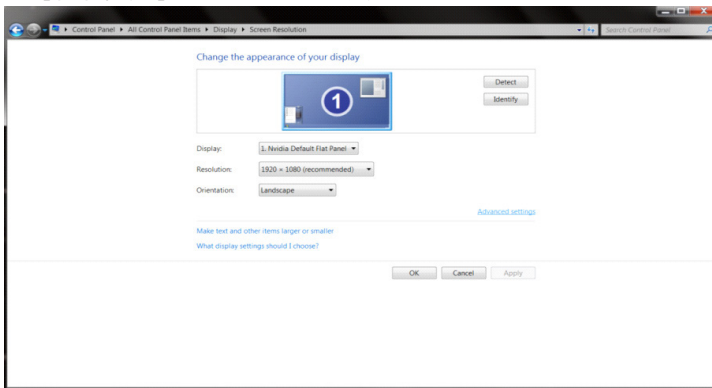 Control Panel ▸ All Control Panel Items ▸ Display ▸ Screen Resolution
Search Control Panel
Change the appearance of your display
1
Detect
Identify
Display: 1. Nvidia Default Flat Panel
Resolution: 1920 × 1080 (recommended)
Orientation: Landscape
Advanced settings
Make text and other items larger or smaller
What display settings should I choose?
OK Cancel Apply